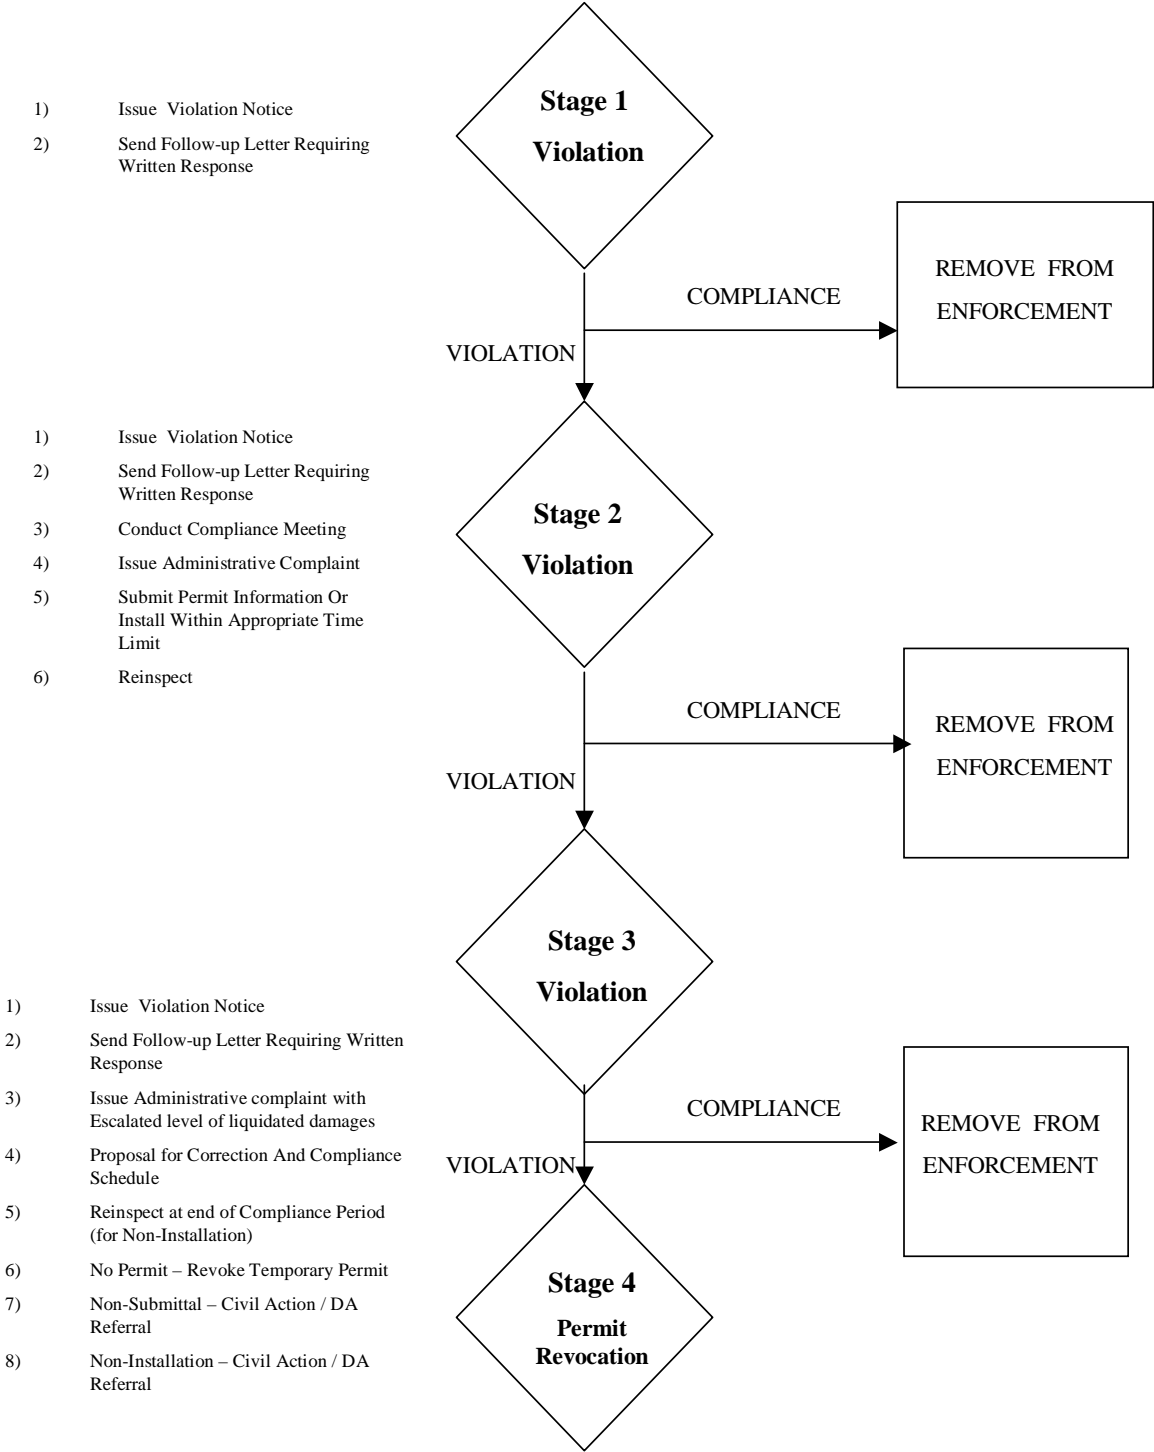 Stage 1
Violation
1) Issue Violation Notice
2) Send Follow-up Letter Requiring
Written Response
REMOVE FROM
ENFORCEMENT
COMPLIANCE
VIOLATION
1) Issue Violation Notice
2) Send Follow-up Letter Requiring
Written Response
3) Conduct Compliance Meeting
4) Issue Administrative Complaint
5) Submit Permit Information Or
Install Within Appropriate Time
Limit
6) Reinspect
Stage 2
Violation
COMPLIANCE
REMOVE FROM
ENFORCEMENT
VIOLATION
Stage 3
Violation
1) Issue Violation Notice
2) Send Follow-up Letter Requiring Written
Response
3) Issue Administrative complaint with
Escalated level of liquidated damages
4) Proposal for Correction And Compliance
Schedule
5) Reinspect at end of Compliance Period
(for Non-Installation)
6) No Permit – Revoke Temporary Permit
7) Non-Submittal – Civil Action / DA
Referral
8) Non-Installation – Civil Action / DA
Referral
COMPLIANCE
REMOVE FROM
ENFORCEMENT
VIOLATION
Stage 4
Permit
Revocation